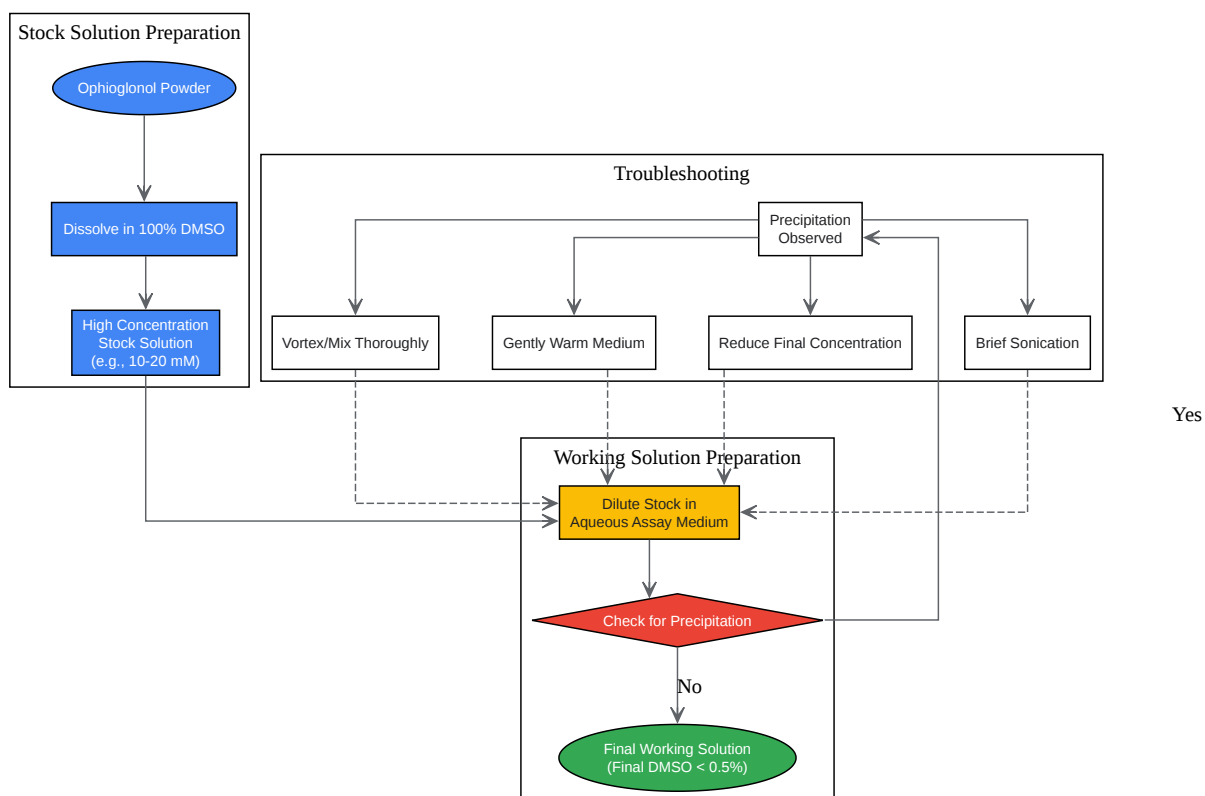 Stock Solution Preparation
Ophioglonol Powder
Dissolve in 100% DMSO
High Concentration
Stock Solution
(e.g., 10-20 mM)
Troubleshooting
Precipitation
Observed
Vortex/Mix Thoroughly
Gently Warm Medium
Reduce Final Concentration
Brief Sonication
Yes
Working Solution Preparation
Dilute Stock in
Aqueous Assay Medium
Check for Precipitation
No
Final Working Solution
(Final DMSO < 0.5%)